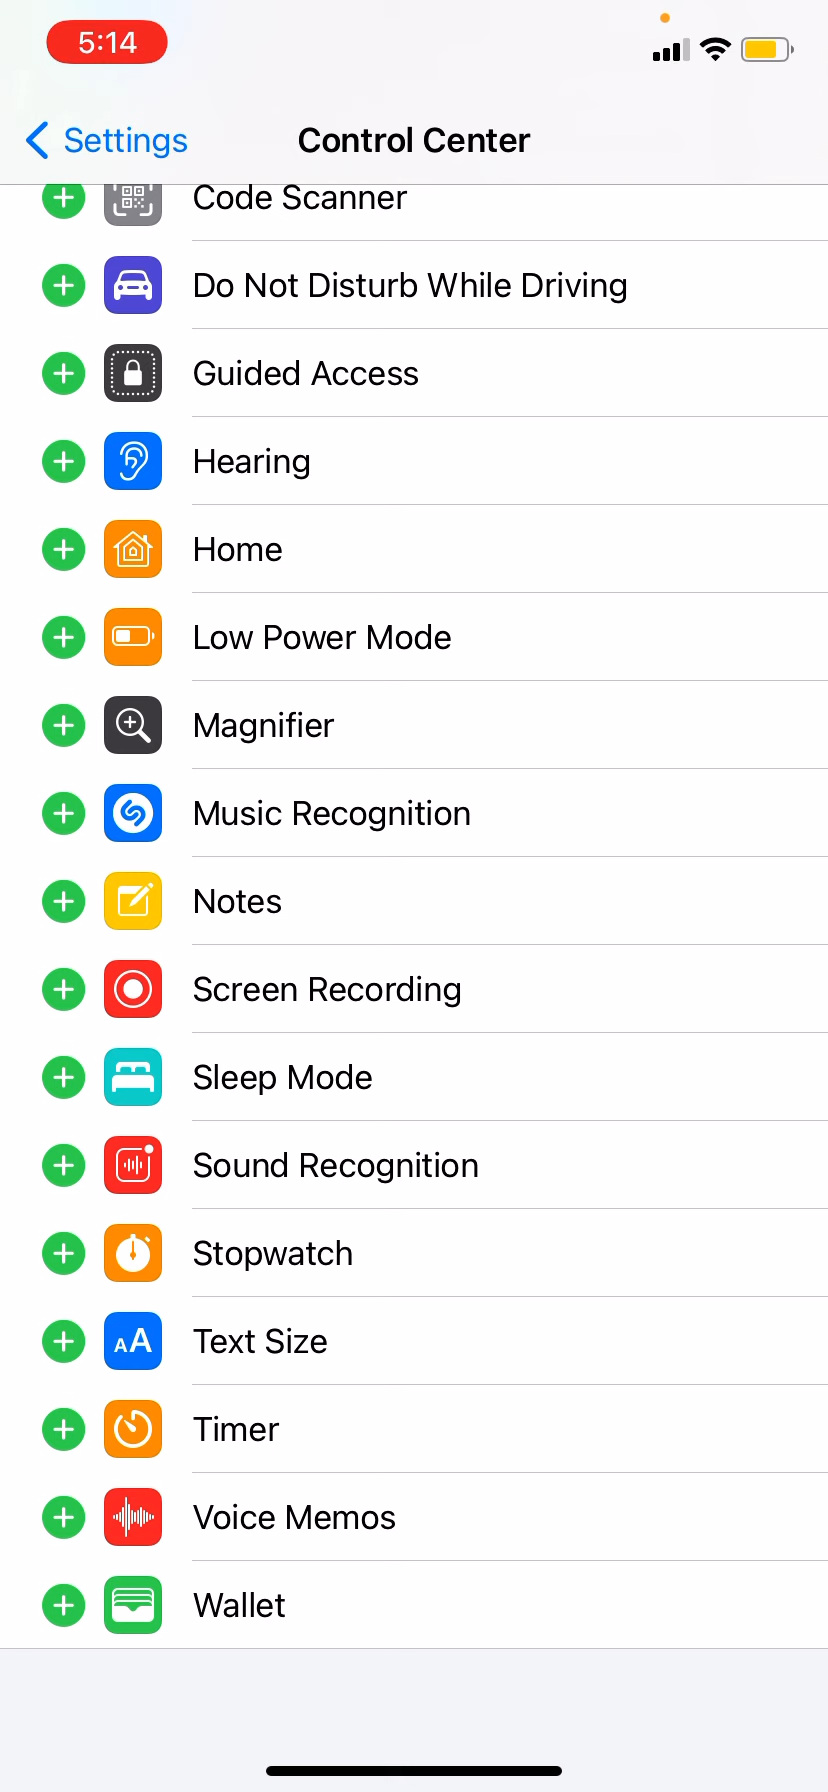 5:14
Settings
Control Center
Code Scanner
Do Not Disturb While Driving
Guided Access
Hearing
Home
Low Power Mode
Magnifier
Music Recognition
Notes
Screen Recording
Sleep Mode
Sound Recognition
Stopwatch
AA Text Size
Timer
Voice Memos
Wallet